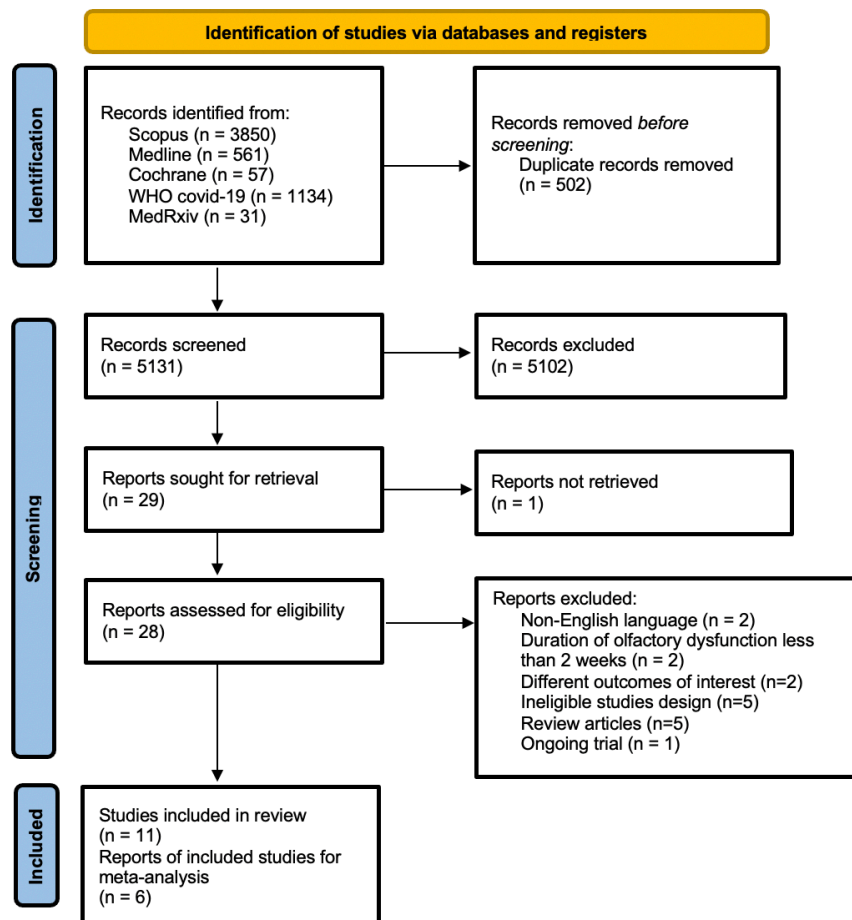 Identification of studies via databases and registers
Identification
Records identified from:
Scopus (n = 3850)
Medline (n = 561)
Cochrane (n = 57)
WHO covid-19 (n = 1134)
MedRxiv (n = 31)
Records removed before
screening:
Duplicate records removed
(n = 502)
Screening
Records screened
(n = 5131)
Records excluded
(n = 5102)
Reports sought for retrieval
(n = 29)
Reports not retrieved
(n = 1)
Reports assessed for eligibility
(n = 28)
Reports excluded:
Non-English language (n = 2)
Duration of olfactory dysfunction less
than 2 weeks (n = 2)
Different outcomes of interest (n=2)
Ineligible studies design (n=5)
Review articles (n=5)
Ongoing trial (n = 1)
Included
Studies included in review
(n = 11)
Reports of included studies for
meta-analysis
(n = 6)